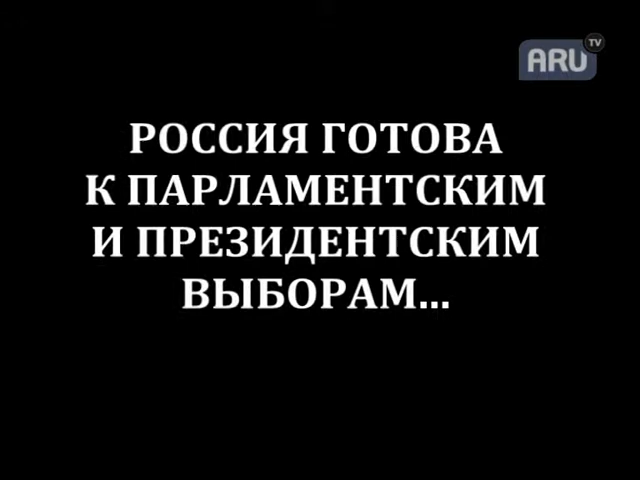 ARU TV
РОССИЯ ГОТОВА
К ПАРЛАМЕНТСКИМ
И ПРЕЗИДЕНТСКИМ
ВЫБОРАМ...